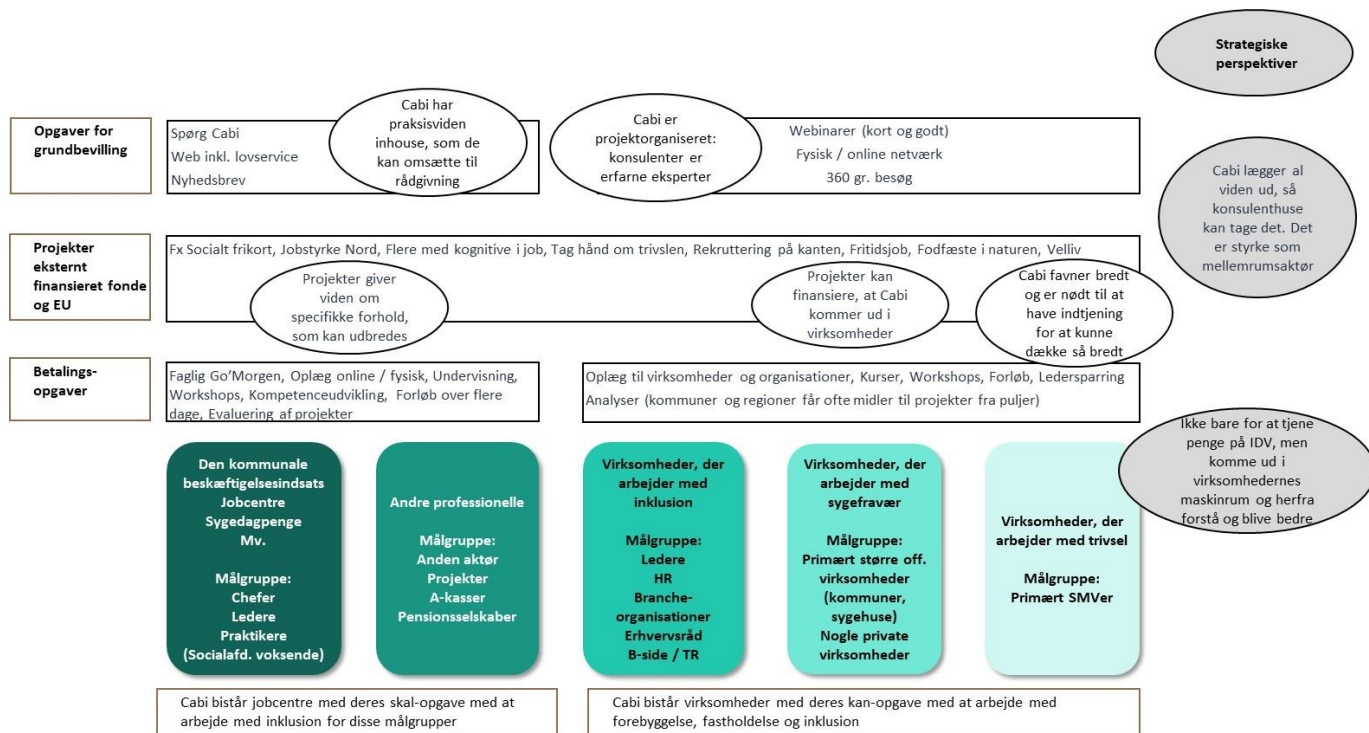 Strategiske
perspektiver
Opgaver for
grundbevilling
Spørg Cabi
Web inkl. lovservice
Nyhedsbrev
Cabi har
praksisviden
inhouse, som de
kan omsætte til
rådgivning
Cabi er
projektorganiseret:
konsulenter er
erfarne eksperter
Webinarer (kort og godt)
Fysisk / online netværk
360 gr. besøg
Cabi lægger al
viden ud, så
konsulenthuse
kan tage det. Det
er styrke som
mellemrumsaktør
Projekter
eksternt
finansieret fonde
og EU
Fx Socialt frikort, Jobstyrke Nord, Flere med kognitive i job, Tag hånd om trivslen, Rekruttering på kanten, Fritidsjob, Fodfæste i naturen, Velliv
Projekter giver
viden om
specifikke forhold,
som kan udbredes
Projekter kan
finansiere, at Cabi
kommer ud i
virksomheder
Cabi favner bredt
og er nødt til at
have indtjening
for at kunne
dække så bredt
Betalings-
opgaver
Faglig Go'Morgen, Oplæg online / fysisk, Undervisning,
Workshops, Kompetenceudvikling, Forløb over flere
dage, Evaluering af projekter
Oplæg til virksomheder og organisationer, Kurser, Workshops, Forløb, Ledersparring
Analyser (kommuner og regioner får ofte midler til projekter fra puljer)
Ikke bare for at tjene
penge på IDV, men
komme ud i
virksomhedernes
maskinrum og herfra
forstå og blive bedre
Den kommunale
beskæftigelsesindsats
Jobcentre
Sygedagpenge
Mv.
Målgruppe:
Chefer
Ledere
Praktikere
(Socialafd. voksende)
Andre professionelle
Målgruppe:
Anden aktør
Projekter
A-kasser
Pensionsselskaber
Virksomheder, der
arbejder med
inklusion
Målgruppe:
Ledere
HR
Branche-
organisationer
Erhvervsråd
B-side / TR
Virksomheder, der
arbejder med
sygefravær
Målgruppe:
Primært større off.
virksomheder
(kommuner,
sygehuse)
Nogle private
virksomheder
Virksomheder, der
arbejder med trivsel
Målgruppe:
Primært SMVer
Cabi bistår jobcentre med deres skal-opgave med at
arbejde med inklusion for disse målgrupper
Cabi bistår virksomheder med deres kan-opgave med at arbejde med
forebyggelse, fastholdelse og inklusion